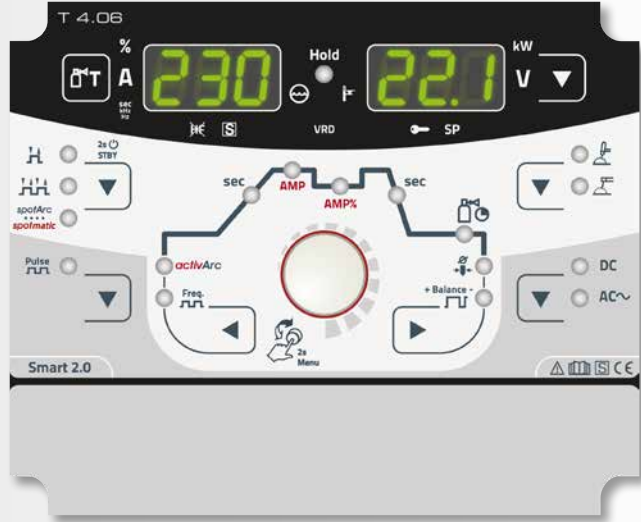 T 4.06
%
A
sec
kHz
Hz
230
Hold
22.1
kW
V
T
S
VRD
SP
2s
STBY
spotArc
spotmatic
Pulse
sec
AMP
AMP%
sec
activArc
Freq.
+ Balance -
DC
AC~
2s
Menu
Smart 2.0
S CE